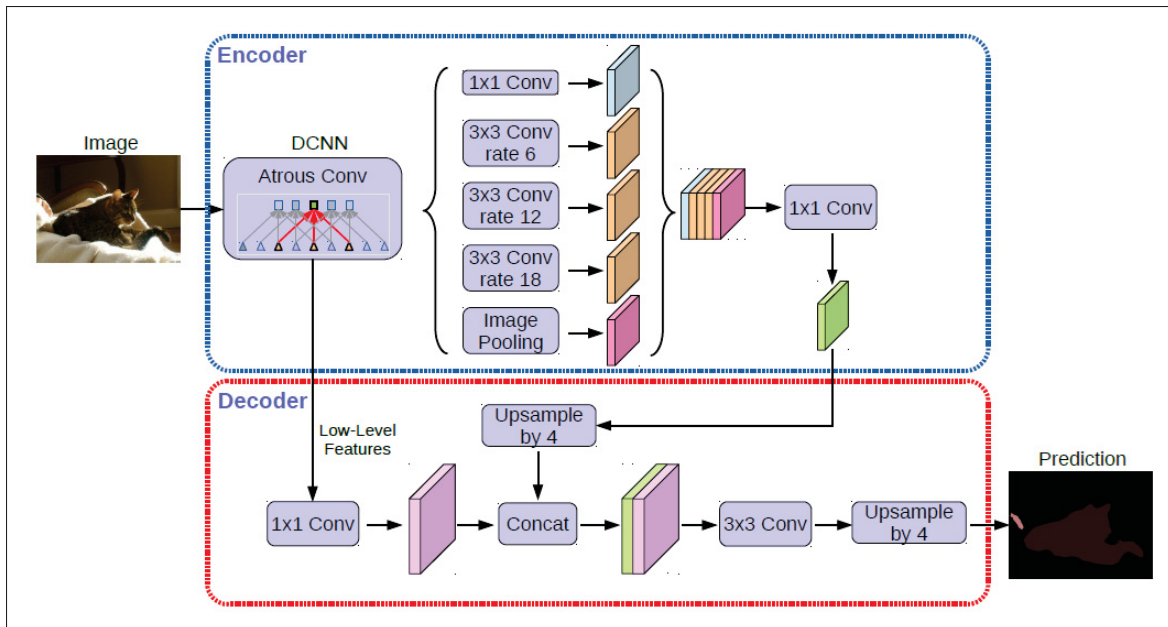 Encoder
Image
DCNN
Atrous Conv
1x1 Conv
3x3 Conv
rate 6
3x3 Conv
rate 12
3x3 Conv
rate 18
Image
Pooling
1x1 Conv
Decoder
Low-Level
Features
Upsample
by 4
1x1 Conv
Concat
3x3 Conv
Upsample
by 4
Prediction